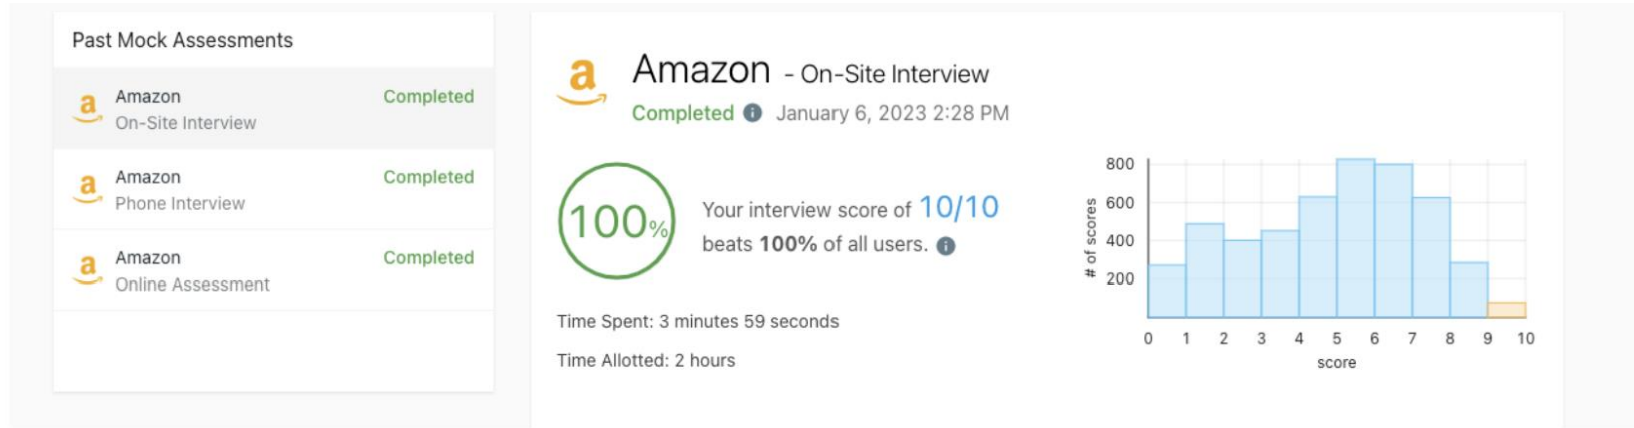 Past Mock Assessments
Amazon
Completed
On-Site Interview
Amazon
Completed
Phone Interview
Amazon
Completed
Online Assessment
Amazon - On-Site Interview
Completed January 6, 2023 2:28 PM
100%
Your interview score of 10/10
beats 100% of all users.
Time Spent: 3 minutes 59 seconds
Time Allotted: 2 hours
# of scores
800
600
400
200
0 1 2 3 4 5 6 7 8 9 10
score